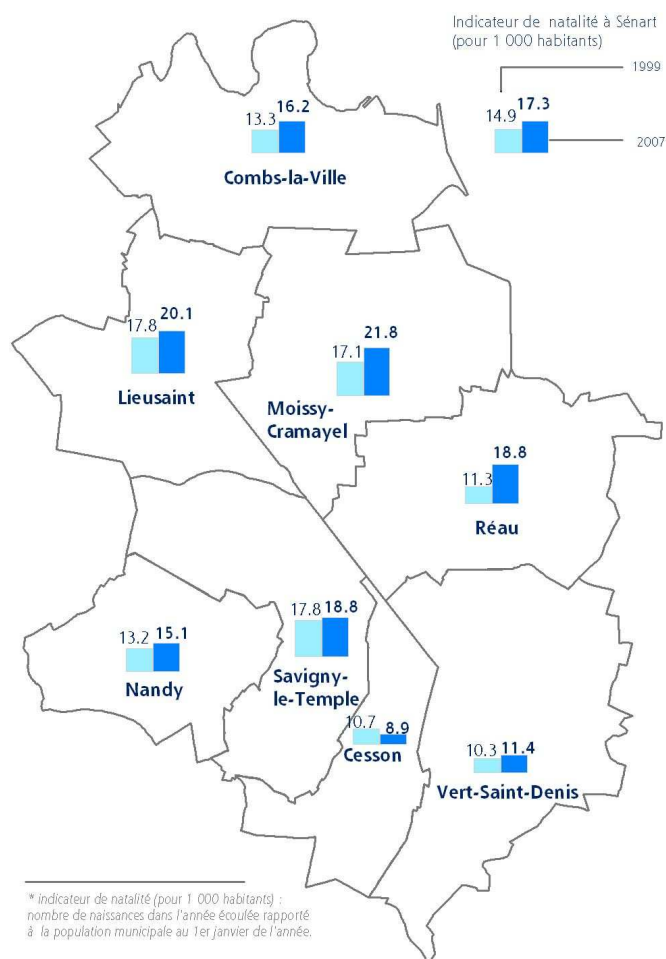 Indicateur de natalité à Sénart
(pour 1 000 habitants)
1999
14.9 17.3
2007
13.3 16.2
Combs-la-Ville
17.8 20.1
Lieusaint
17.1 21.8
Moissy-
Cramayel
11.3 18.8
Réau
13.2 15.1
Nandy
17.8 18.8
Savigny-
le-Temple
10.7 8.9
Cesson
10.3 11.4
Vert-Saint-Denis
* indicateur de natalité (pour 1 000 habitants) :
nombre de naissances dans l'année écoulée rapporté
à la population municipale au 1er janvier de l'année.